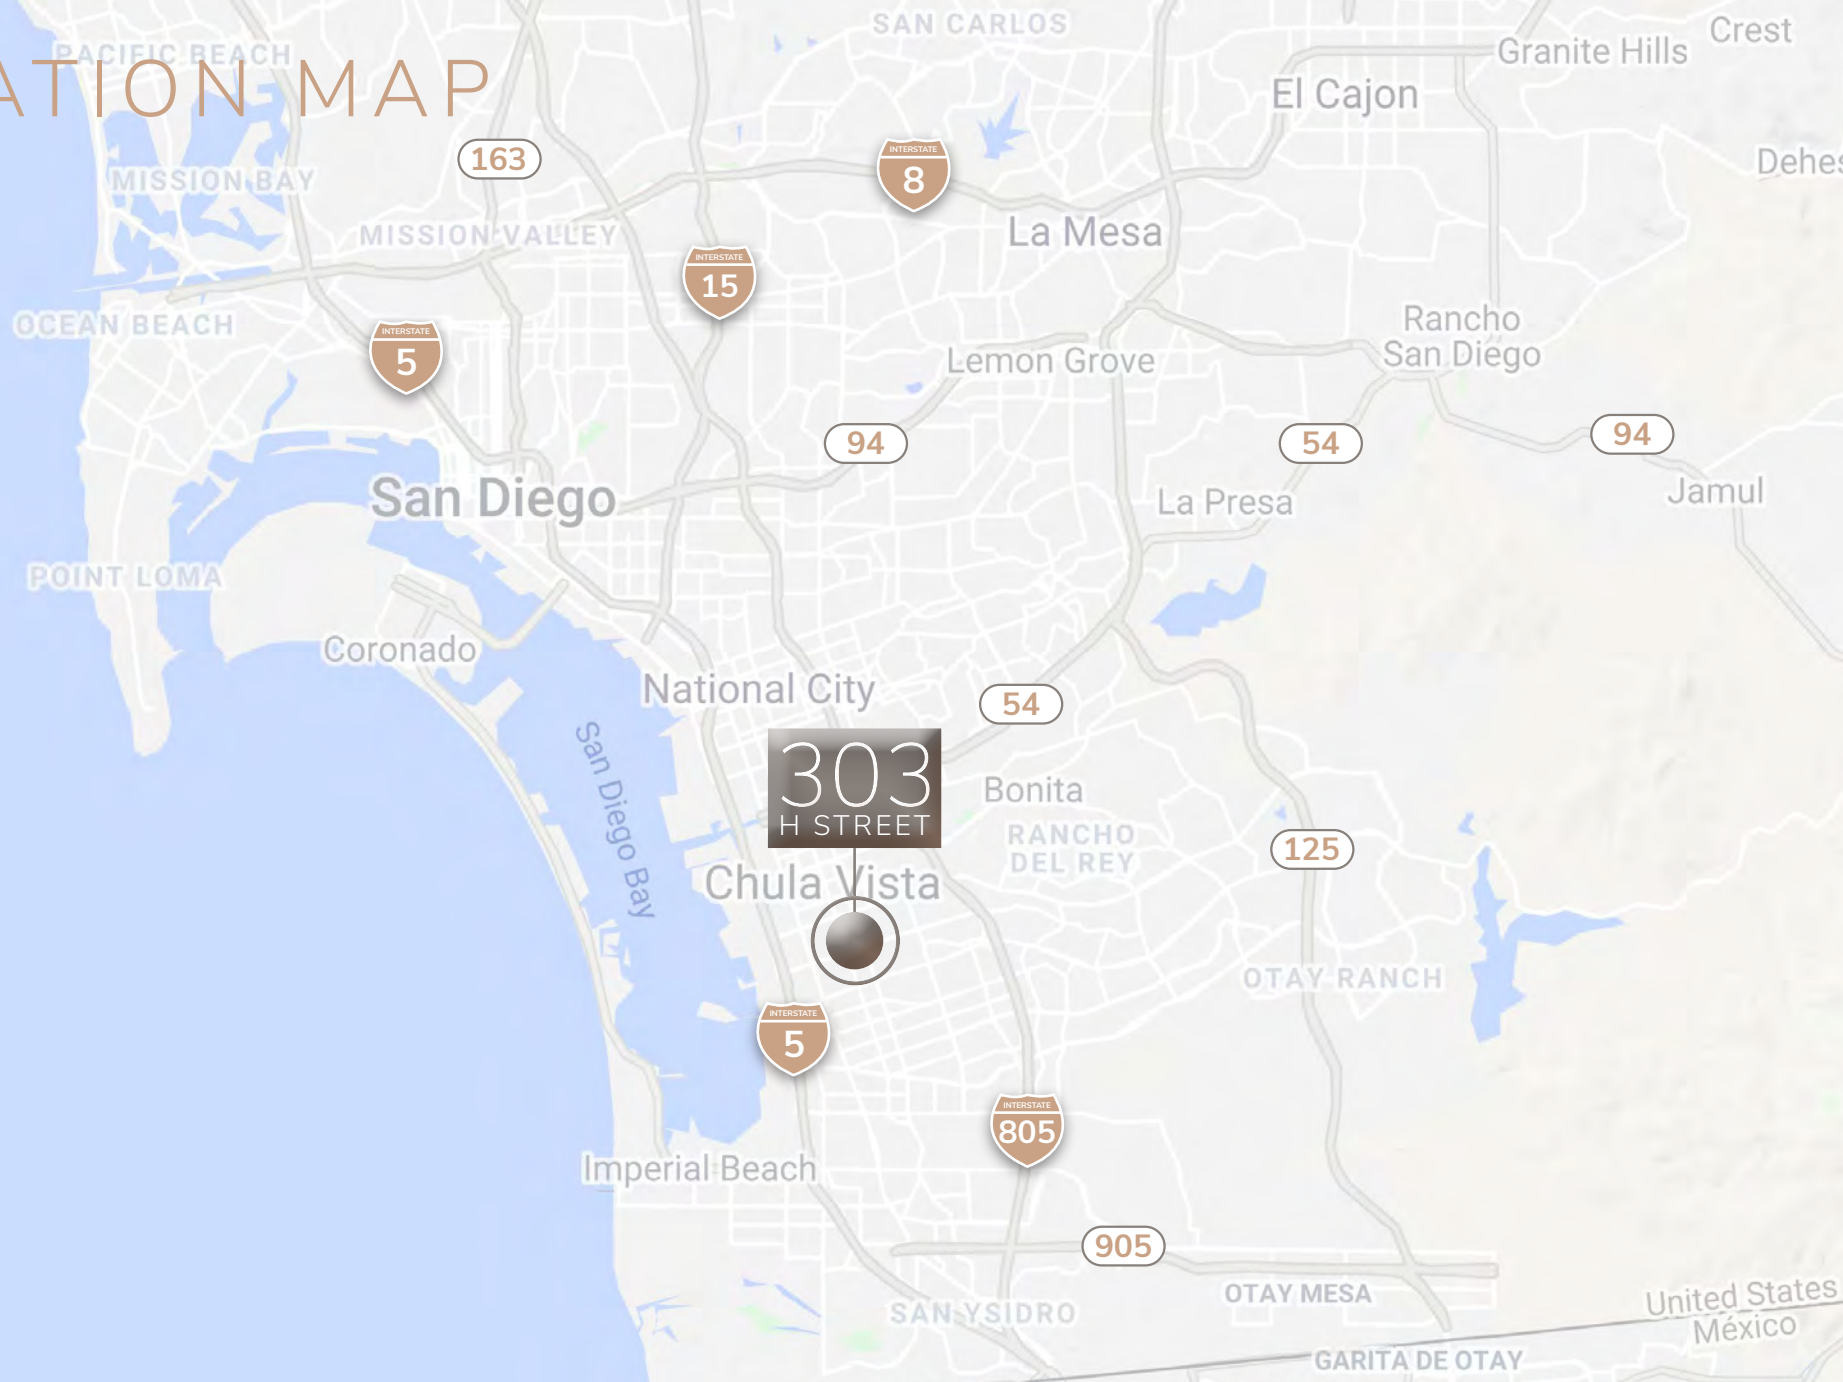 SAN CARLOS
Crest
Granite Hills
PACIFIC BEACH
ATION MAP
El Cajon
163
INTERSTATE
8
Dehes
MISSION BAY
MISSION VALLEY
La Mesa
INTERSTATE
15
OCEAN BEACH
INTERSTATE
5
Rancho
San Diego
Lemon Grove
94
54
94
San Diego
La Presa
Jamul
POINT LOMA
Coronado
National City
54
San Diego Bay
303
H STREET
Bonita
RANCHO
DEL REY
125
Chula Vista
OTAY RANCH
INTERSTATE
5
INTERSTATE
805
Imperial Beach
905
OTAY MESA
SAN YSIDRO
United States
México
GARITA DE OTAY